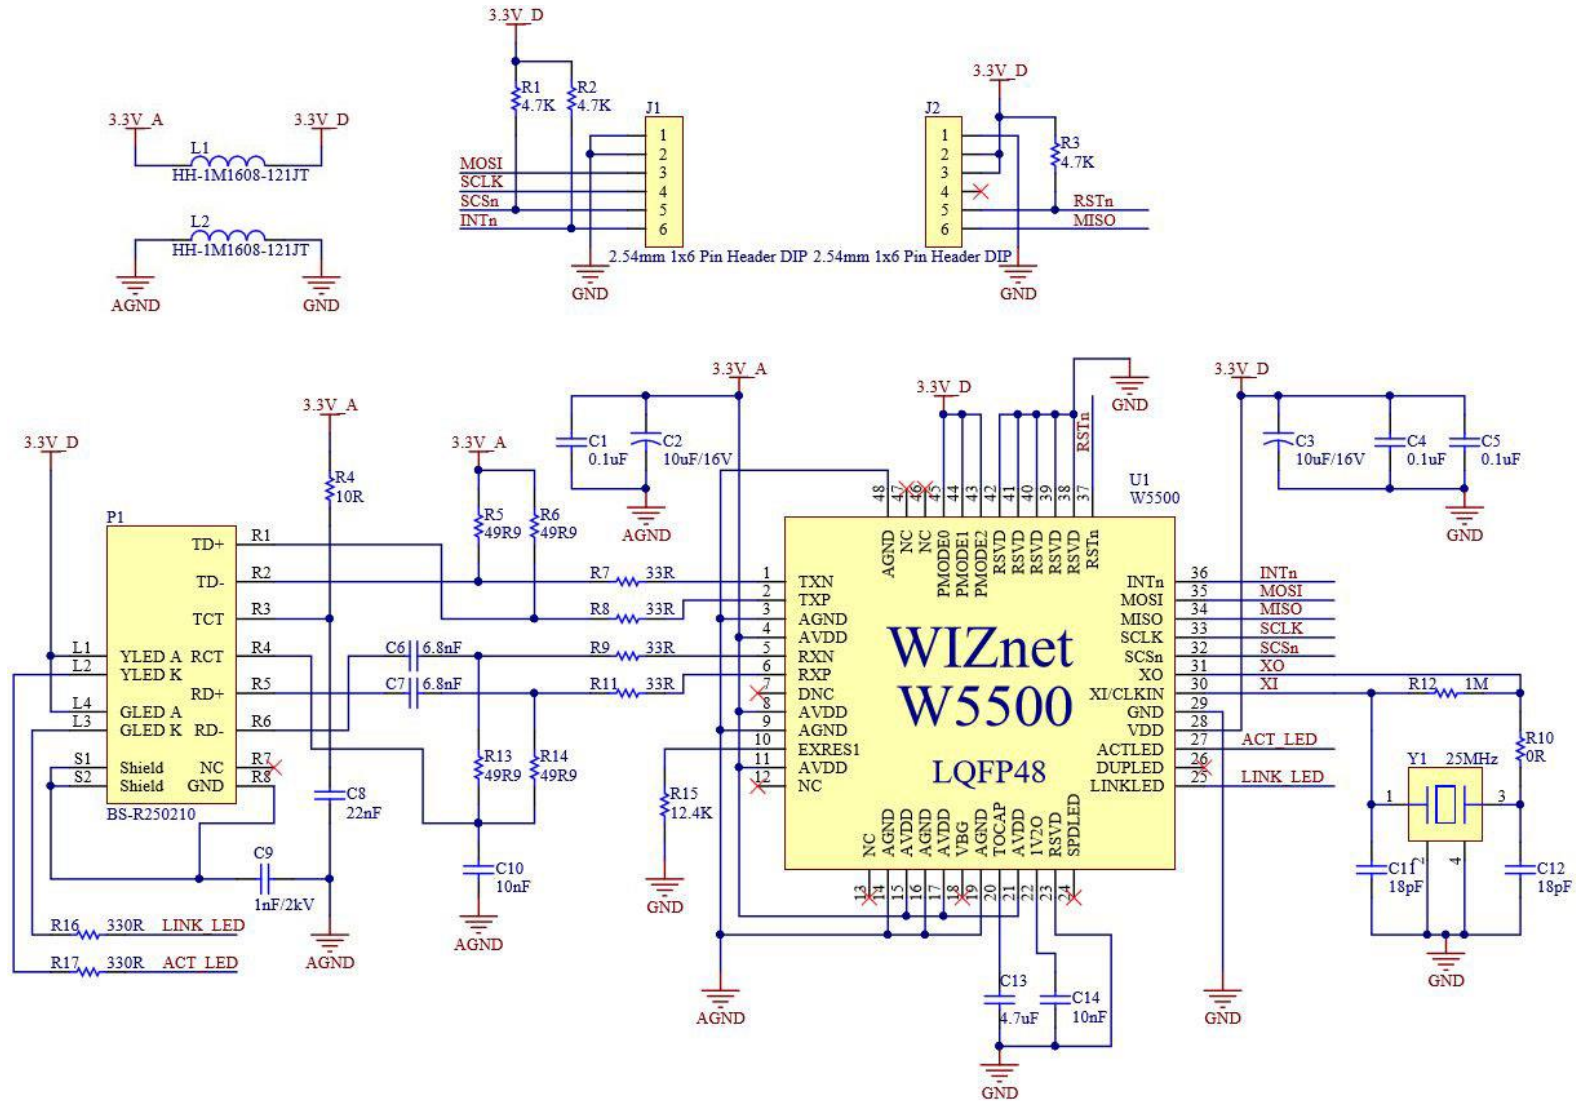 3.3V_D
R1
4.7K
R2
4.7K
J1
1
2
3
4
5
6
MOSI
SCLK
SCSn
INTn
2.54mm 1x6 Pin Header DIP
GND
3.3V_D
J2
1
2
3
4
5
6
R3
4.7K
RSTn
MISO
2.54mm 1x6 Pin Header DIP
GND
3.3V_A
3.3V_D
L1
HH-1M1608-121JT
L2
HH-1M1608-121JT
AGND
GND
3.3V_D
3.3V_A
R4
10R
3.3V_A
R5
49R9
R6
49R9
P1
TD+ R1
TD- R2
TCT R3
L1 YLED A RCT R4
L2 YLED K
RD+ R5
L4 GLED A
L3 GLED K RD- R6
S1 Shield NC R7
S2 Shield GND R8
BS-R250210
C6 6.8nF
C7 6.8nF
R7 33R
R8 33R
R9 33R
R11 33R
R13
49R9
R14
49R9
C8
22nF
C9
1nF/2kV
C10
10nF
AGND
AGND
R16 330R LINK_LED
R17 330R ACT_LED
R15
12.4K
GND
3.3V_A
C1
0.1uF
C2
10uF/16V
AGND
3.3V_D
GND
RSTn
U1
W5500
48 47 46 45 44 43 42 41 40 39 38 37
AGND NC NC PMODE0 PMODE1 PMODE2 RSVD RSVD RSVD RSVD RSVD RSTn
1 TXN
2 TXP
3 AGND
4 AVDD
5 RXN
6 RXP
7 DNC
8 AVDD
9 AGND
10 EXRES1
11 AVDD
12 NC
WIZnet
W5500
LQFP48
INTn 36 INTn
MOSI 35 MOSI
MISO 34 MISO
SCLK 33 SCLK
SCSn 32 SCSn
XO 31 XO
XI/CLKIN 30 XI
GND 29
VDD 28
ACTLED 27 ACT_LED
DUPLED 26
LINKLED 25 LINK_LED
NC AGND AVDD AGND AVDD VBG AGND TOCAP AVDD 1V2O RSVD SPDLED
13 14 15 16 17 18 19 20 21 22 23 24
AGND
C13
4.7uF
C14
10nF
GND
GND
3.3V_D
C3
10uF/16V
C4
0.1uF
C5
0.1uF
GND
R12 1M
R10
0R
Y1 25MHz
1
3
2
4
C11
18pF
C12
18pF
GND